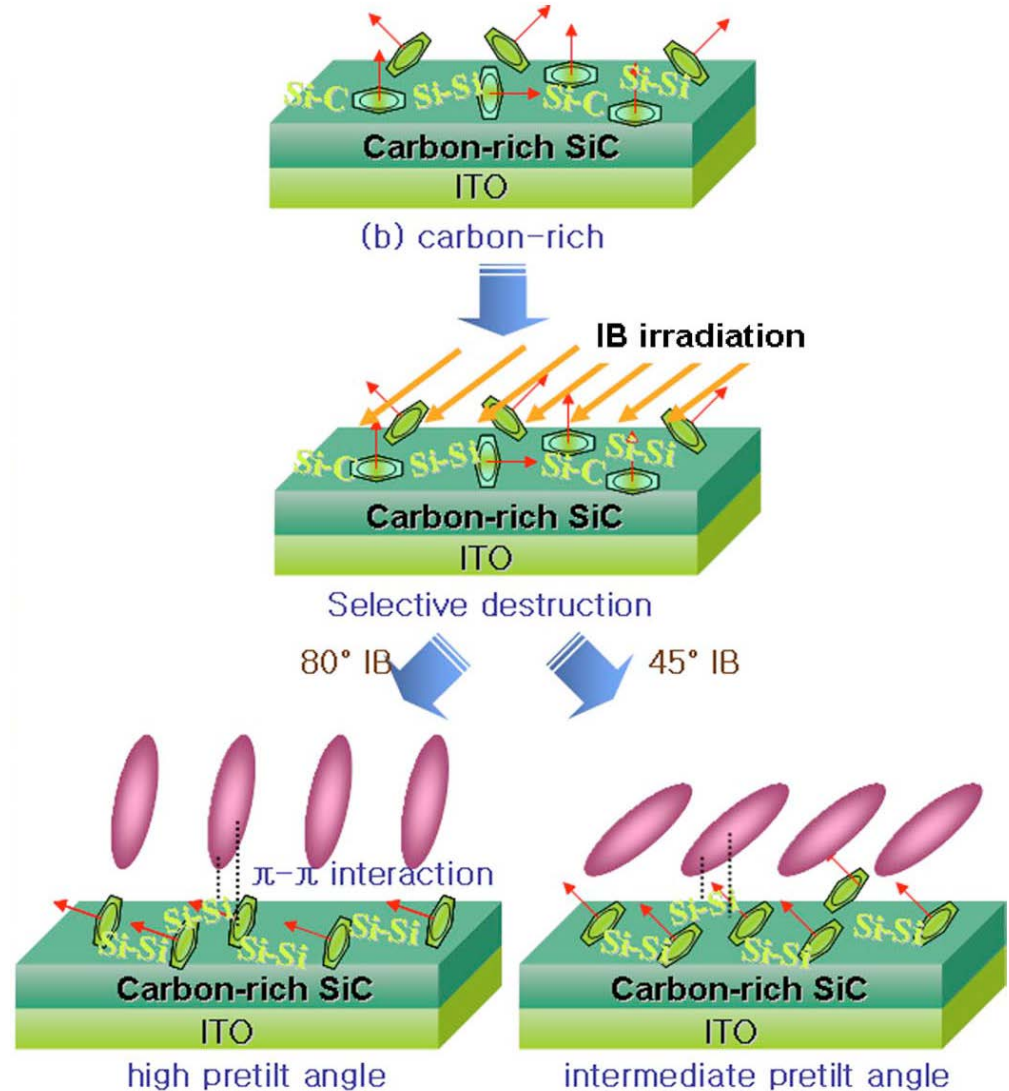 Si-C
Si-Si
Si-C
Si-Si
Carbon-rich SiC
ITO
(b) carbon-rich
IB irradiation
Si-C
Si-Si
Si-C
Si-Si
Carbon-rich SiC
ITO
Selective destruction
80° IB
45° IB
π-π interaction
Si-Si
Si-Si
Si-Si
Si-Si
Carbon-rich SiC
ITO
high pretilt angle
Si-Si
Si-Si
Si-Si
Si-Si
Carbon-rich SiC
ITO
intermediate pretilt angle